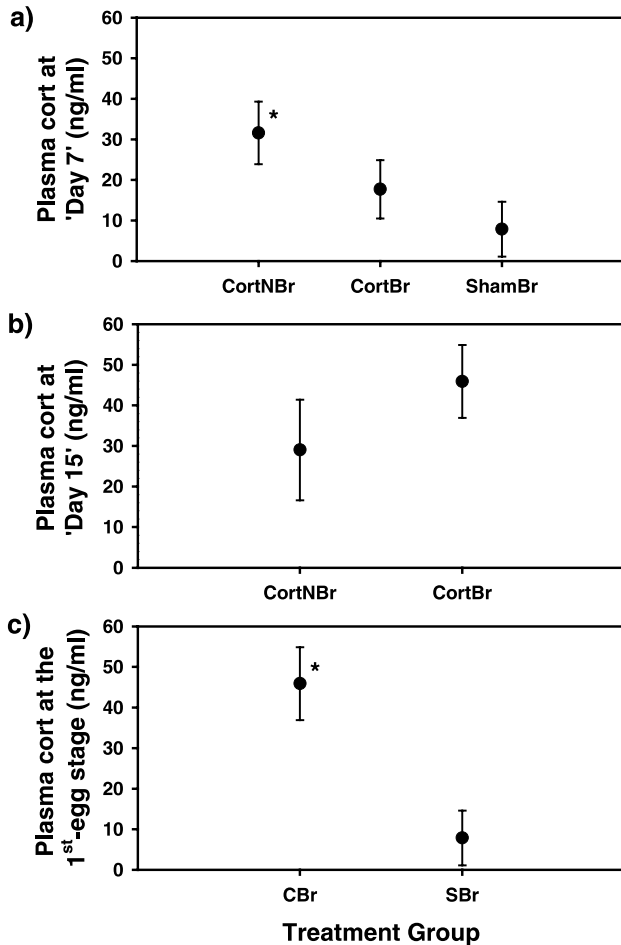 a)
Plasma cort at
'Day 7' (ng/ml)
60
50
40
30
20
10
0
*
CortNBr CortBr ShamBr
b)
Plasma cort at
'Day 15' (ng/ml)
60
50
40
30
20
10
0
CortNBr CortBr
c)
Plasma cort at the
1st-egg stage (ng/ml)
60
50
40
30
20
10
0
*
CBr SBr
Treatment Group